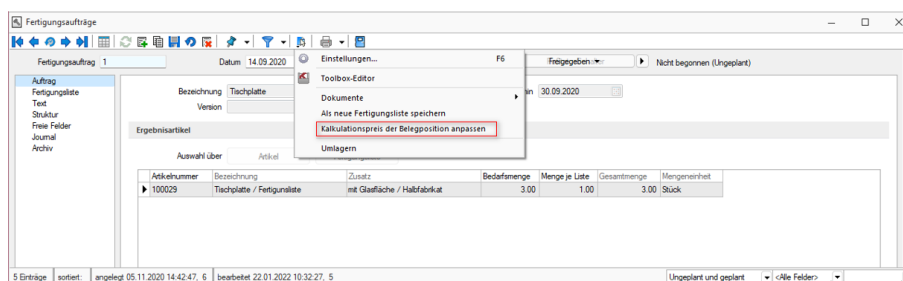 Fertigungsaufträge
Fertigungsauftrag 1 Datum 14.09.2020 Freigegeben Nicht begonnen (Ungeplant)
Einstellungen... F6
Toolbox-Editor
Dokumente
Als neue Fertigungsliste speichern
Kalkulationspreis der Belegposition anpassen
Umlagern
Auftrag
Fertigungsliste
Text
Struktur
Freie Felder
Journal
Archiv
Bezeichnung Tischplatte 30.09.2020
Version
Ergebnisartikel
Auswahl über Artikel
Artikelnummer Bezeichnung Zusatz Bedarfsmenge Menge je Liste Gesamtmenge Mengeneinheit
100029 Tischplatte / Fertigunsliste mit Glasfläche / Halbfabrikat 3.00 1.00 3.00 Stück
5 Einträge sortiert: angelegt 05.11.2020 14:42:47, 6 bearbeitet 22.01.2022 10:32:27, 5 Ungeplant und geplant <Alle Felder>